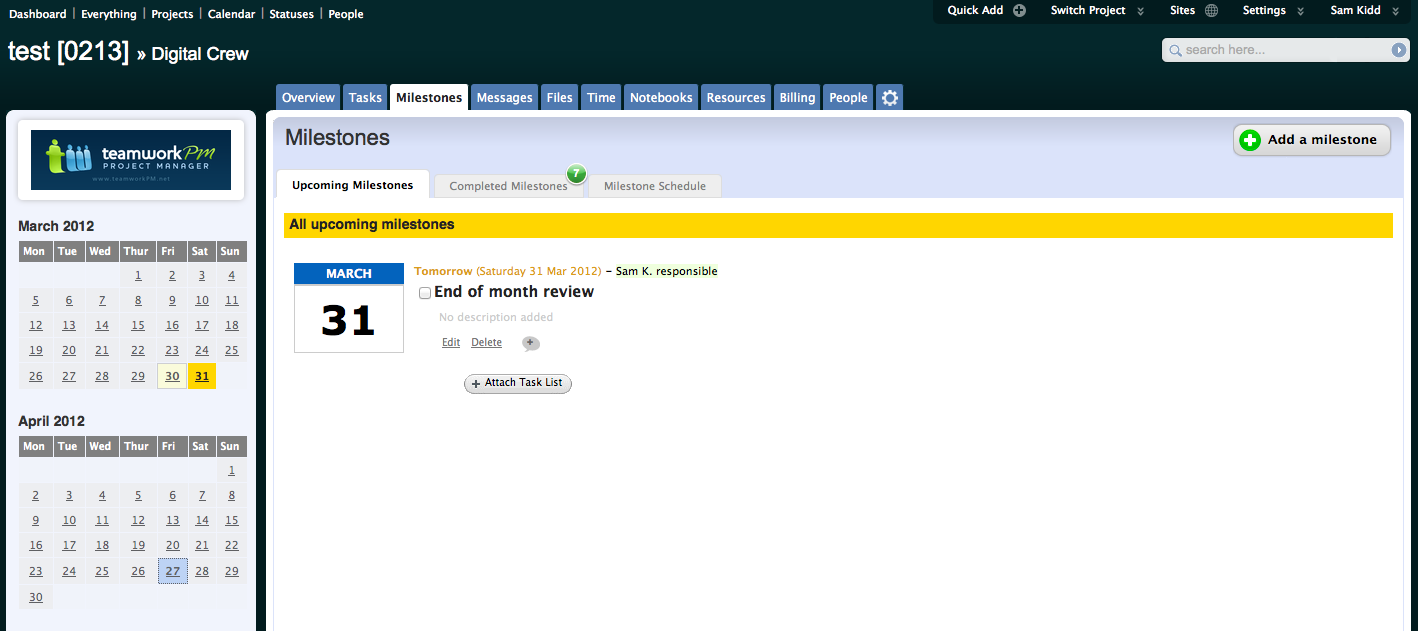 Dashboard | Everything | Projects | Calendar | Statuses | People
Quick Add Switch Project Sites Settings Sam Kidd
test [0213] » Digital Crew
search here...
Overview Tasks Milestones Messages Files Time Notebooks Resources Billing People
teamworkPM
PROJECT MANAGER
www.teamworkPM.net
Milestones
Add a milestone
Upcoming Milestones Completed Milestones 7 Milestone Schedule
All upcoming milestones
MARCH
31
Tomorrow (Saturday 31 Mar 2012) – Sam K. responsible
End of month review
No description added
Edit Delete +
+ Attach Task List
March 2012
Mon Tue Wed Thur Fri Sat Sun
1 2 3 4
5 6 7 8 9 10 11
12 13 14 15 16 17 18
19 20 21 22 23 24 25
26 27 28 29 30 31
April 2012
Mon Tue Wed Thur Fri Sat Sun
1
2 3 4 5 6 7 8
9 10 11 12 13 14 15
16 17 18 19 20 21 22
23 24 25 26 27 28 29
30